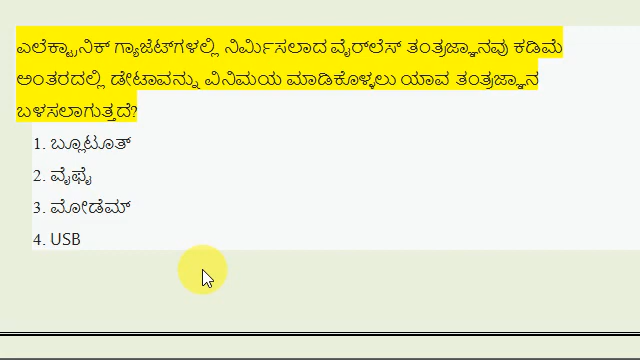 ಎಲೆಕ್ಟ್ರಾನಿಕ್ ಗ್ಯಾಜೆಟ್‌ಗಳಲ್ಲಿ ನಿರ್ಮಿಸಲಾದ ವೈರ್‌ಲೆಸ್ ತಂತ್ರಜ್ಞಾನವು ಕಡಿಮೆ
ಅಂತರದಲ್ಲಿ ಡೇಟಾವನ್ನು ವಿನಿಮಯ ಮಾಡಿಕೊಳ್ಳಲು ಯಾವ ತಂತ್ರಜ್ಞಾನ
ಬಳಸಲಾಗುತ್ತದೆ?
1. ಬ್ಲೂಟೂತ್
2. ವೈಫೈ
3. ಮೋಡೆಮ್
4. USB